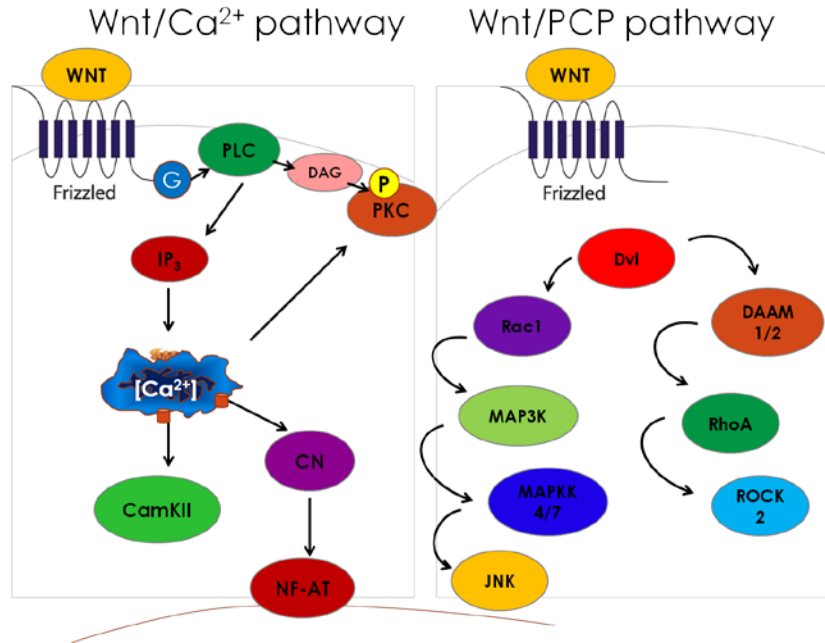 Wnt/Ca²⁺ pathway
Wnt/PCP pathway
WNT
Frizzled
G
PLC
DAG
P
PKC
IP₃
[Ca²⁺]
CamKII
CN
NF-AT
WNT
Frizzled
Dvl
Rac1
DAAM
1/2
MAP3K
RhoA
MAPKK
4/7
ROCK
2
JNK